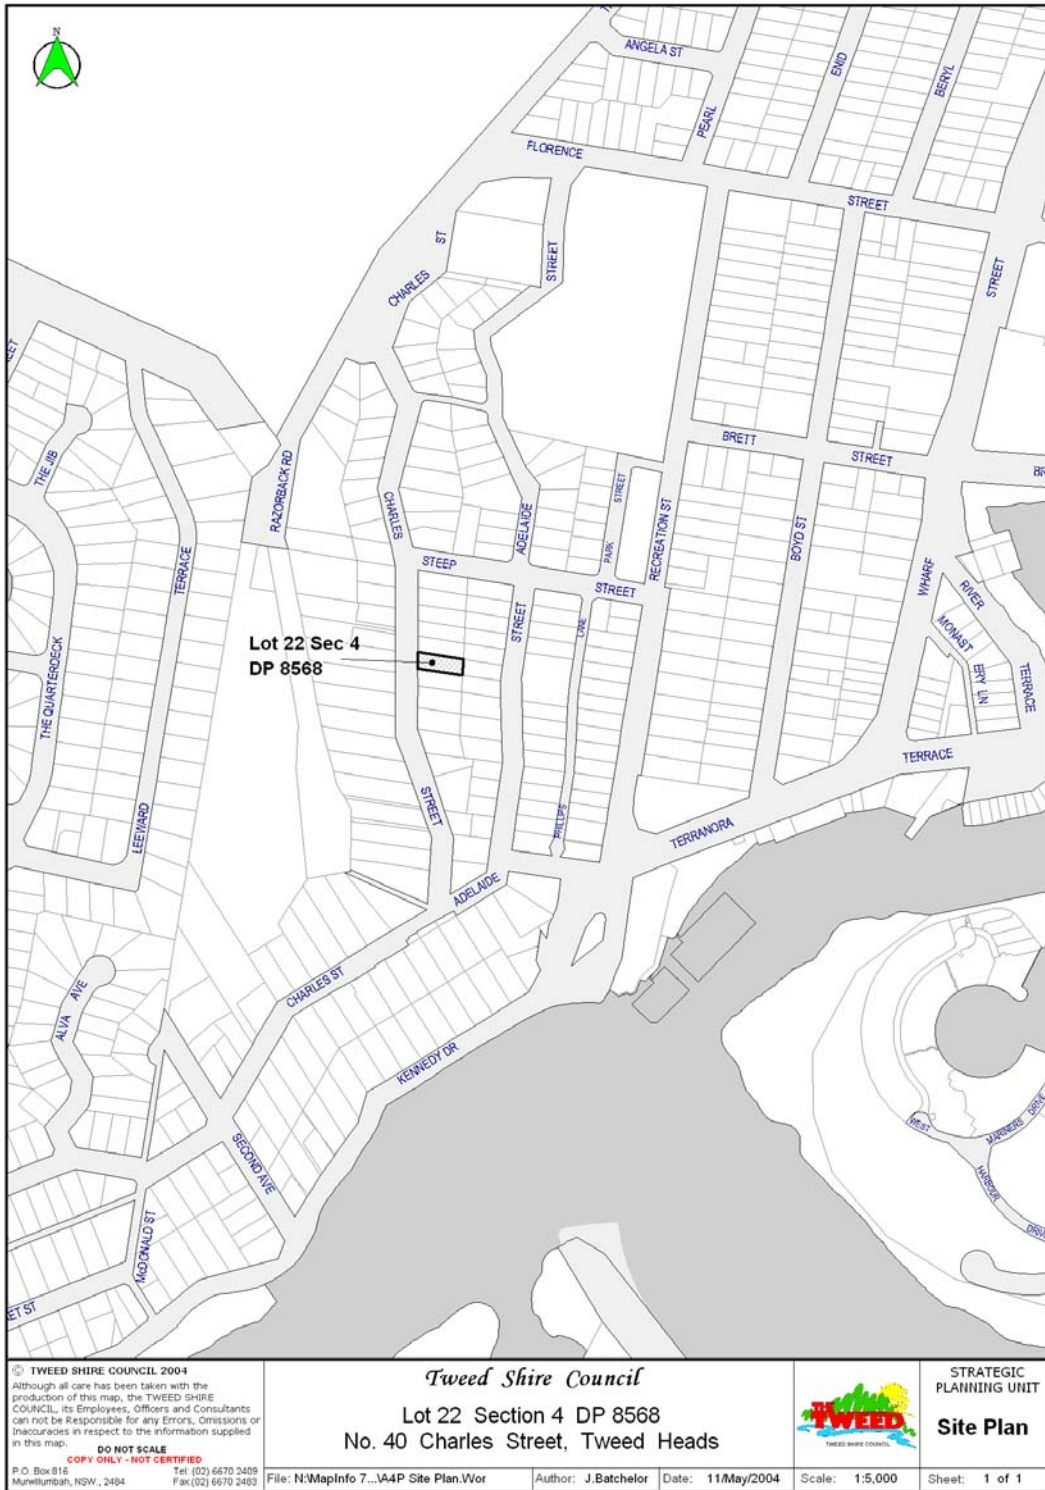 N
ANGELA ST
ENID
BERYL
PEARL
FLORENCE
STREET
ST
CHARLES
STREET
STREET
BRETT
STREET
THE JIB
RAZORBACK RD
CHARLES
STREET
ADELAIDE
PARK
RECREATION ST
BOYD ST
TERRACE
STEEP
STREET
WHARF
RIVER
MONAST
ERY LN
TERRACE
STREET
LANE
Lot 22 Sec 4
DP 8568
THE QUARTERDECK
LEEWARD
STREET
PHILLIPS
TERRANORA
TERRACE
ADELAIDE
CHARLES ST
ALVA AVE
KENNEDY DR
SECOND AVE
McDONALD ST
WEST
MARINERS DRIVE
HARBOUR
© TWEED SHIRE COUNCIL 2004
Although all care has been taken with the
production of this map, the TWEED SHIRE
COUNCIL, its Employees, Officers and Consultants
can not be Responsible for any Errors, Omissions or
Inaccuracies in respect to the information supplied
in this map.
DO NOT SCALE
COPY ONLY - NOT CERTIFIED
P.O. Box 816
Murwillumbah, NSW., 2484
Tel: (02) 6670 2409
Fax:(02) 6670 2483
Tweed Shire Council
Lot 22 Section 4 DP 8568
No. 40 Charles Street, Tweed Heads
File: N:\MapInfo 7...\A4P Site Plan.Wor
Author: J.Batchelor
Date: 11/May/2004
TWEED
TWEED SHIRE COUNCIL
Scale: 1:5,000
STRATEGIC
PLANNING UNIT
Site Plan
Sheet: 1 of 1